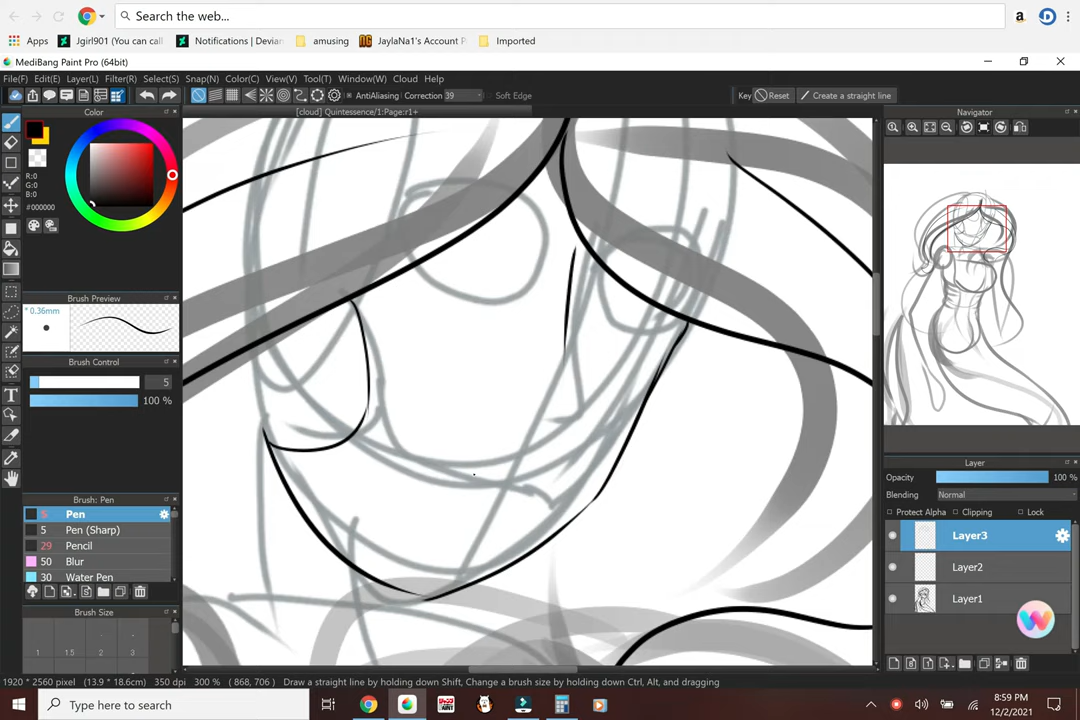 Search the web...
Apps
Jgirl901 (You can call
Notifications | Devian
amusing
JaylaNa1's Account P
Imported
MediBang Paint Pro (64bit)
File(F) Edit(E) Layer(L) Filter(R) Select(S) Snap(N) Color(C) View(V) Tool(T) Window(W) Cloud Help
AntiAliasing Correction 39 Soft Edge Key Reset Create a straight line
Color
[cloud] Quintessence/1:Page:r1+
Navigator
R:0
G:0
B:0
#000000
Brush Preview
* 0.36mm
Brush Control
5
100 %
Layer
Opacity 100 %
Blending Normal
Protect Alpha Clipping Lock
Brush: Pen
5 Pen
5 Pen (Sharp)
29 Pencil
50 Blur
30 Water Pen
Layer3
Layer2
Layer1
Brush Size
1 1.5 2 3
1920 * 2560 pixel (13.9 * 18.6cm) 350 dpi 300 % ( 868, 706 ) Draw a straight line by holding down Shift, Change a brush size by holding down Ctrl, Alt, and dragging
Type here to search
8:59 PM
12/2/2021